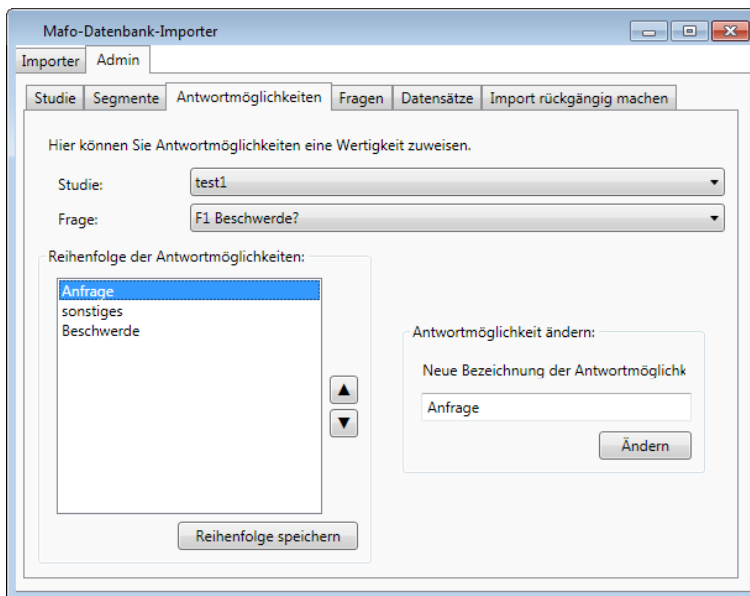 Mafo-Datenbank-Importer
Importer Admin
Studie Segmente Antwortmöglichkeiten Fragen Datensätze Import rückgängig machen
Hier können Sie Antwortmöglichkeiten eine Wertigkeit zuweisen.
Studie: test1
Frage: F1 Beschwerde?
Reihenfolge der Antwortmöglichkeiten:
Anfrage
sonstiges
Beschwerde
Reihenfolge speichern
Antwortmöglichkeit ändern:
Neue Bezeichnung der Antwortmöglichk
Anfrage
Ändern